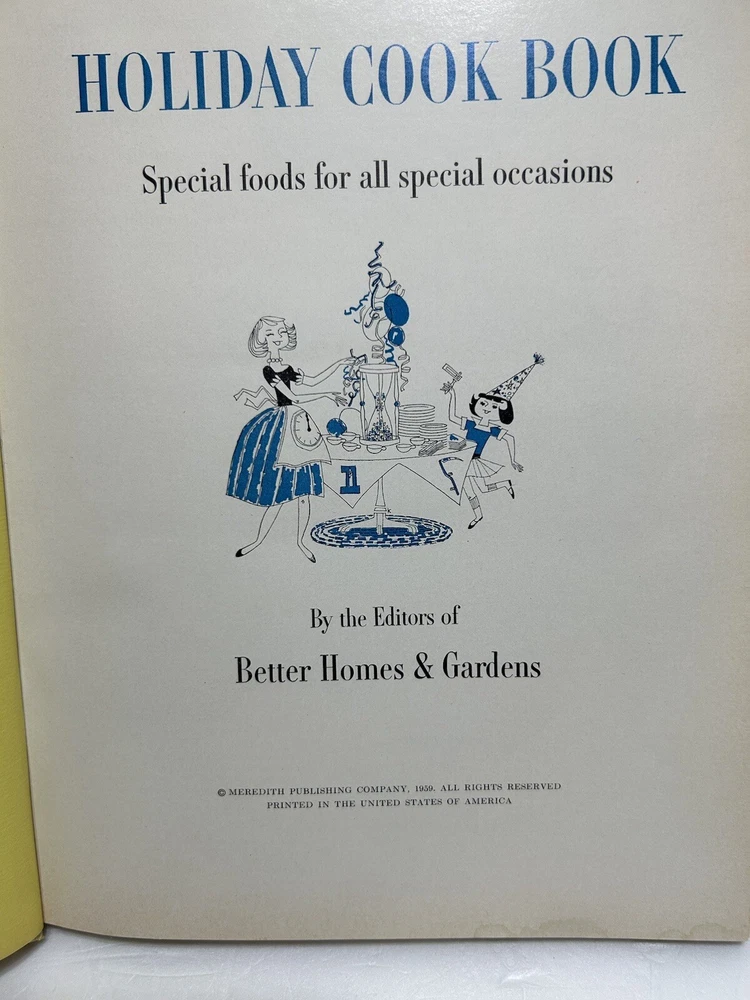 HOLIDAY COOK BOOK
Special foods for all special occasions
1
By the Editors of
Better Homes & Gardens
© MEREDITH PUBLISHING COMPANY, 1959. ALL RIGHTS RESERVED
PRINTED IN THE UNITED STATES OF AMERICA